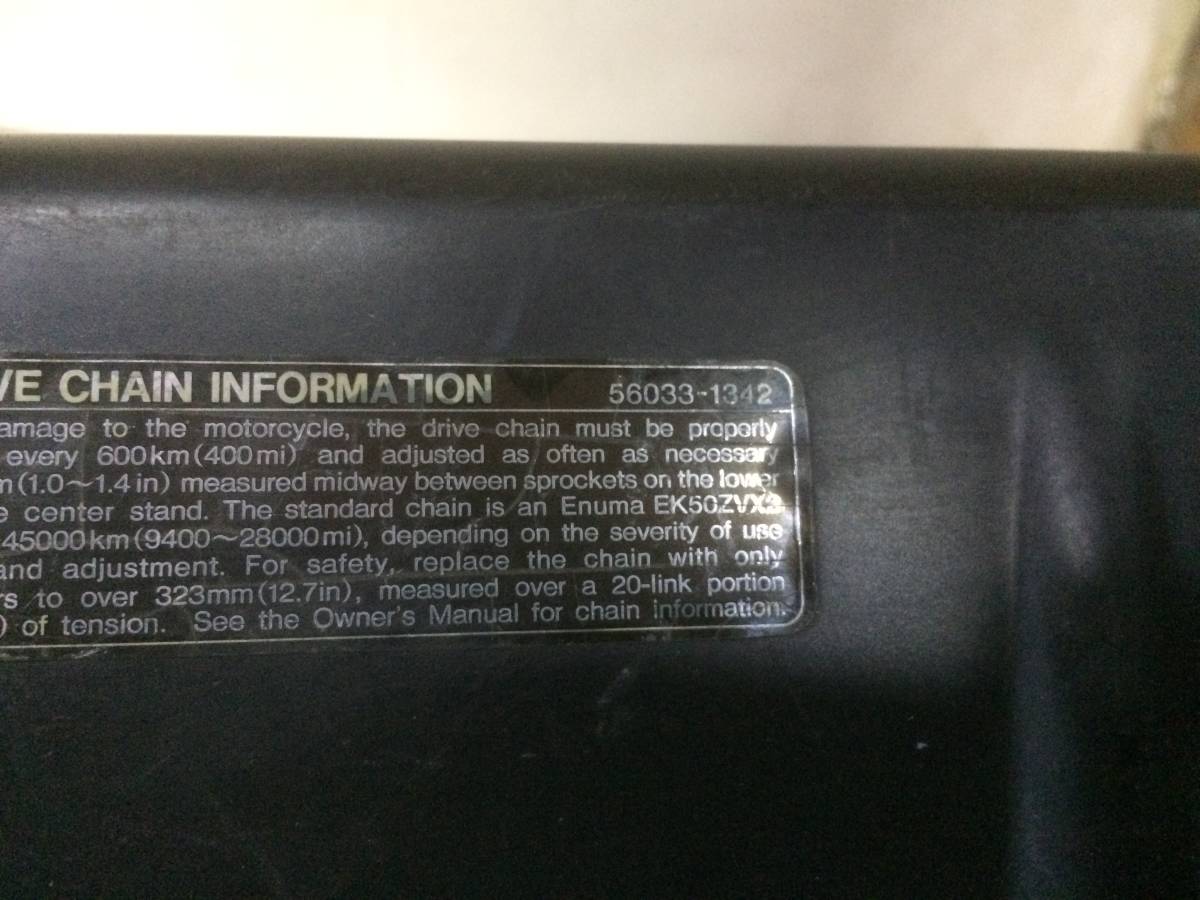 VE CHAIN INFORMATION 56033-1342
amage to the motorcycle, the drive chain must be properly
every 600km(400mi) and adjusted as often as necessary
m(1.0~1.4in) measured midway between sprockets on the lower
e center stand. The standard chain is an Enuma EK50ZVX2.
45000km(9400~28000mi), depending on the severity of use
and adjustment. For safety, replace the chain with only
rs to over 323mm(12.7in), measured over a 20-link portion
) of tension. See the Owner's Manual for chain information.